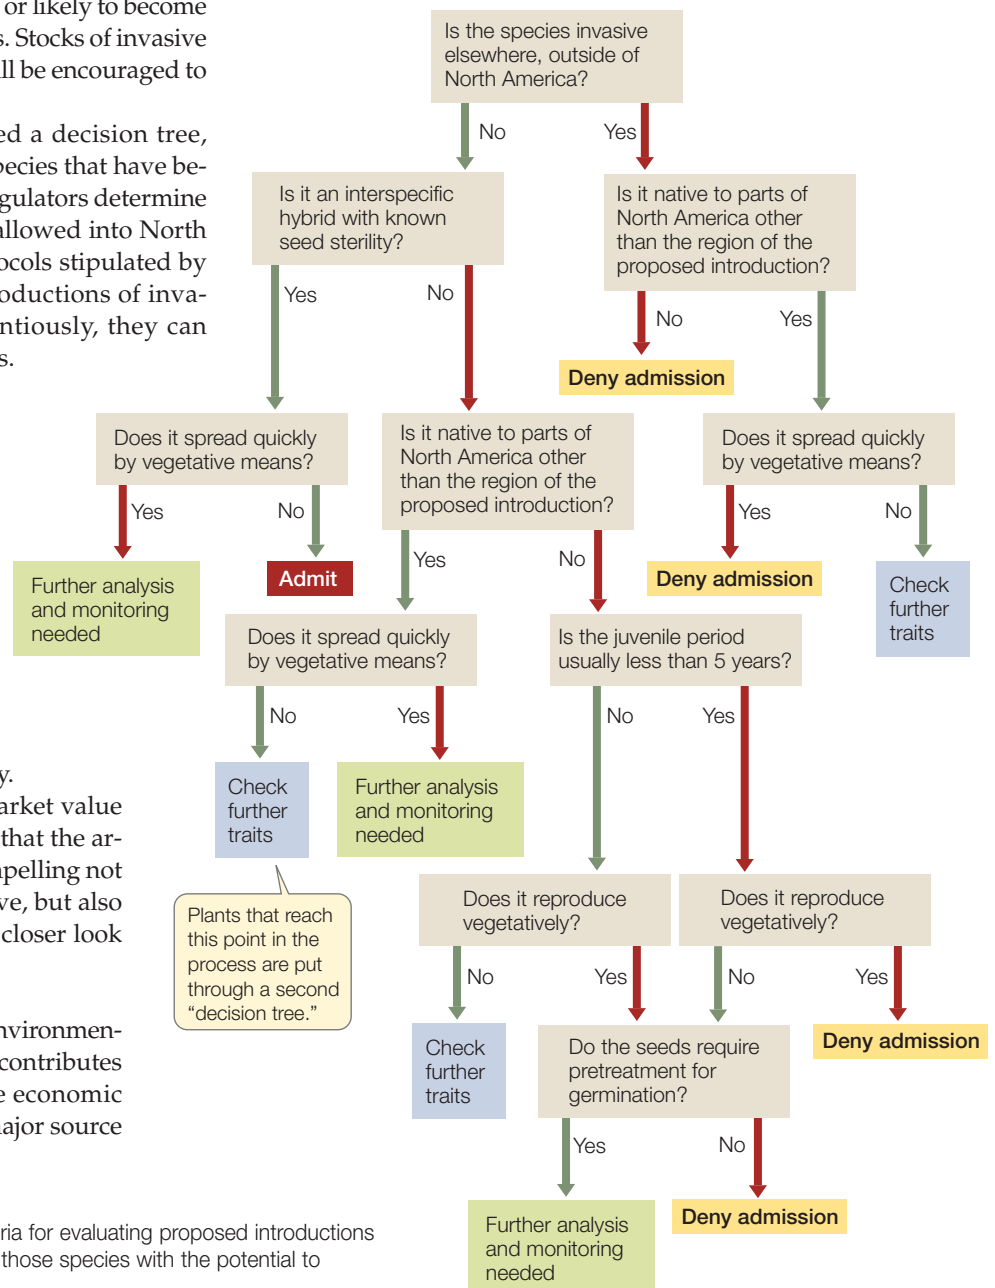 or likely to become
s. Stocks of invasive
ll be encouraged to
ed a decision tree,
pecies that have be-
gulators determine
allowed into North
ocols stipulated by
roductions of inva-
entiously, they can
s.
Is the species invasive
elsewhere, outside of
North America?
No
Yes
Is it an interspecific
hybrid with known
seed sterility?
Is it native to parts of
North America other
than the region of the
proposed introduction?
Yes
No
No
Yes
Deny admission
Does it spread quickly
by vegetative means?
Is it native to parts of
North America other
than the region of the
proposed introduction?
Does it spread quickly
by vegetative means?
Yes
No
Yes
No
Yes
No
Further analysis
and monitoring
needed
Admit
Deny admission
Check
further
traits
Does it spread quickly
by vegetative means?
Is the juvenile period
usually less than 5 years?
No
Yes
No
Yes
Check
further
traits
Further analysis
and monitoring
needed
Plants that reach
this point in the
process are put
through a second
“decision tree.”
y.
arket value
that the ar-
pelling not
ve, but also
closer look
Does it reproduce
vegetatively?
Does it reproduce
vegetatively?
No
Yes
No
Yes
Check
further
traits
Do the seeds require
pretreatment for
germination?
Deny admission
nvironmen-
contributes
e economic
najor source
Yes
No
Further analysis
and monitoring
needed
Deny admission
ria for evaluating proposed introductions
those species with the potential to